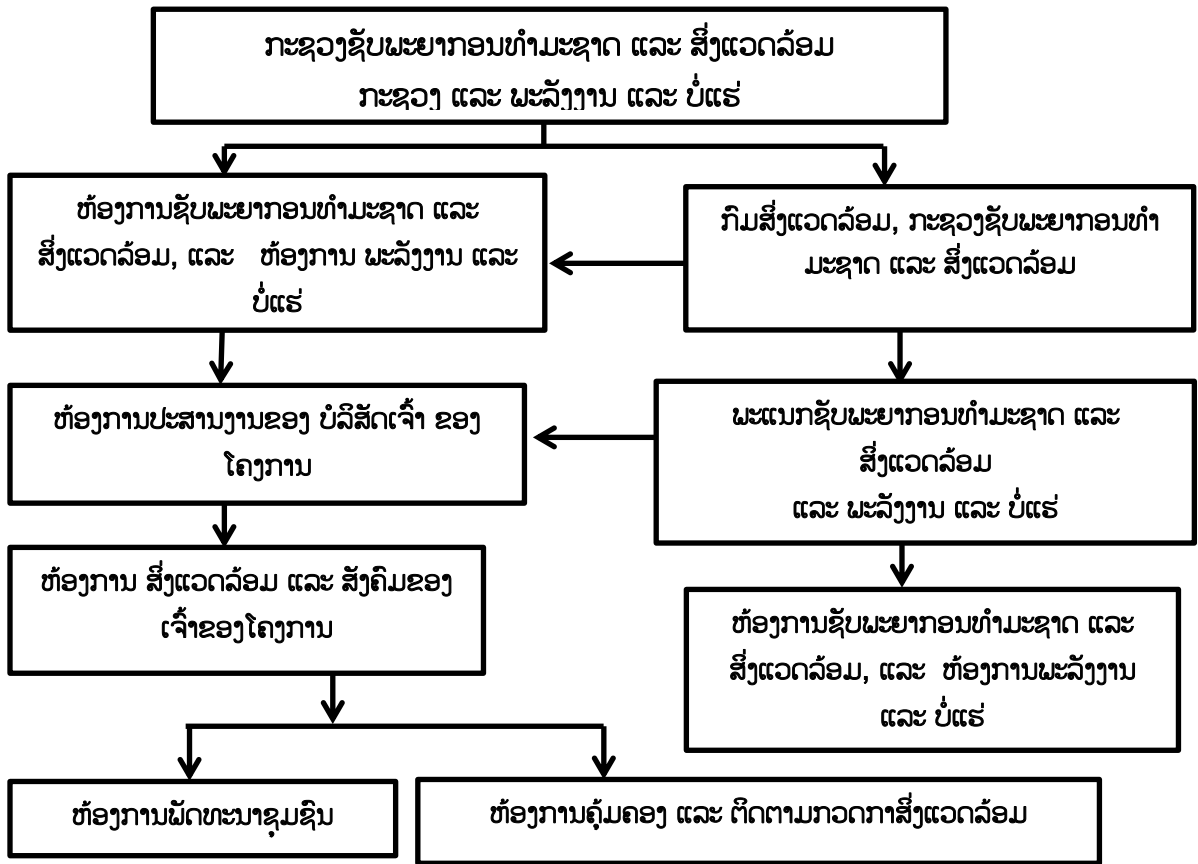 ກະຊວງຊັບພະຍາກອນທຳມະຊາດ ແລະ ສິ່ງແວດລ້ອມ
ກະຊວງ ແລະ ພະລັງງານ ແລະ ບໍ່ແຮ່
ຫ້ອງການຊັບພະຍາກອນທຳມະຊາດ ແລະ
ສິ່ງແວດລ້ອມ, ແລະ ຫ້ອງການ ພະລັງງານ ແລະ
ບໍ່ແຮ່
ກົມສິ່ງແວດລ້ອມ, ກະຊວງຊັບພະຍາກອນທຳ
ມະຊາດ ແລະ ສິ່ງແວດລ້ອມ
ຫ້ອງການປະສານງານຂອງ ບໍລິສັດເຈົ້າ ຂອງ
ໂຄງການ
ພະແນກຊັບພະຍາກອນທຳມະຊາດ ແລະ
ສິ່ງແວດລ້ອມ
ແລະ ພະລັງງານ ແລະ ບໍ່ແຮ່
ຫ້ອງການ ສິ່ງແວດລ້ອມ ແລະ ສັງຄົມຂອງ
ເຈົ້າຂອງໂຄງການ
ຫ້ອງການຊັບພະຍາກອນທຳມະຊາດ ແລະ
ສິ່ງແວດລ້ອມ, ແລະ ຫ້ອງການພະລັງງານ
ແລະ ບໍ່ແຮ່
ຫ້ອງການພັດທະນາຊຸມຊົນ
ຫ້ອງການຄຸ້ມຄອງ ແລະ ຕິດຕາມກວດກາສິ່ງແວດລ້ອມ